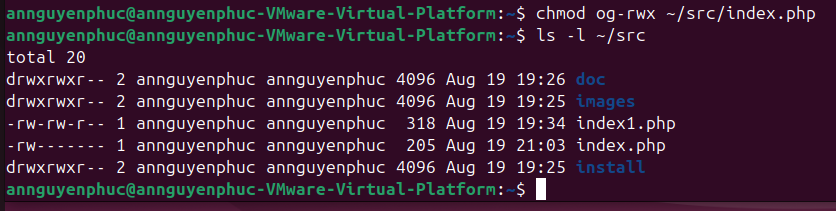 annguyenphuc@annguyenphuc-VMware-Virtual-Platform:~$ chmod og-rwx ~/src/index.php
annguyenphuc@annguyenphuc-VMware-Virtual-Platform:~$ ls -l ~/src
total 20
drwxrwxr-- 2 annguyenphuc annguyenphuc 4096 Aug 19 19:26 doc
drwxrwxr-- 2 annguyenphuc annguyenphuc 4096 Aug 19 19:25 images
-rw-rw-r-- 1 annguyenphuc annguyenphuc  318 Aug 19 19:34 index1.php
-rw------- 1 annguyenphuc annguyenphuc  205 Aug 19 21:03 index.php
drwxrwxr-- 2 annguyenphuc annguyenphuc 4096 Aug 19 19:25 install
annguyenphuc@annguyenphuc-VMware-Virtual-Platform:~$